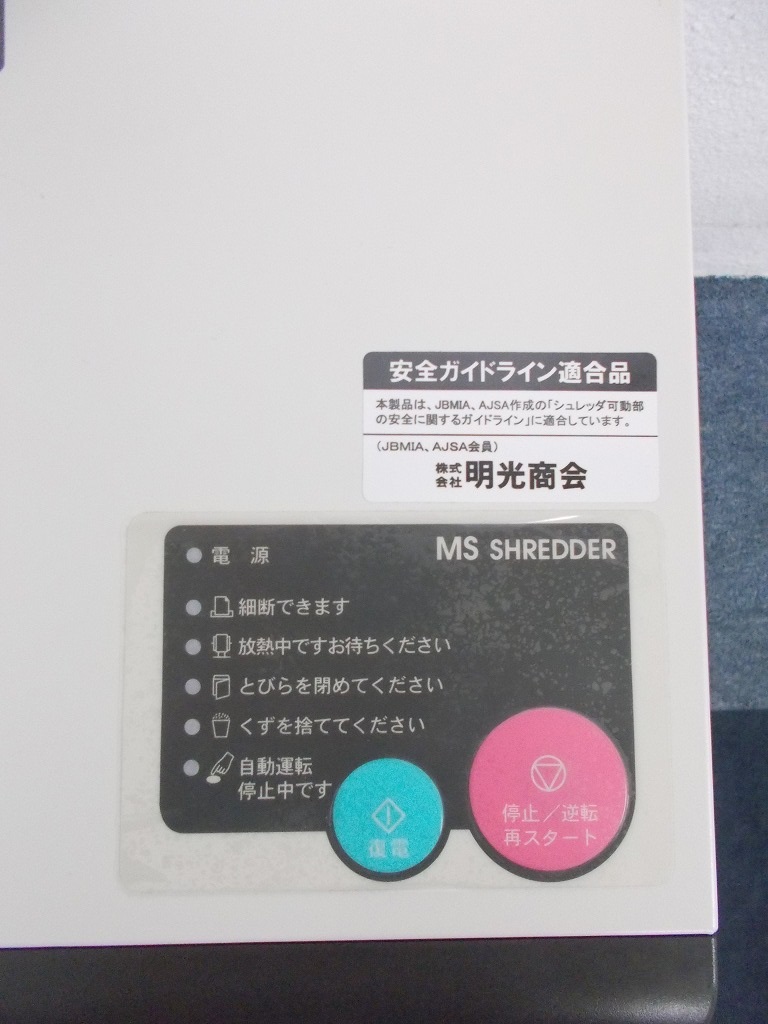 安全ガイドライン適合品
本製品は、JBMIA、AJSA作成の「シュレッダ可動部
の安全に関するガイドライン」に適合しています。
（JBMIA、AJSA会員）
株式
会社 明光商会
MS SHREDDER
電 源
細断できます
放熱中ですお待ちください
とびらを閉めてください
くずを捨ててください
自動運転
停止中です
復電
停止／逆転
再スタート